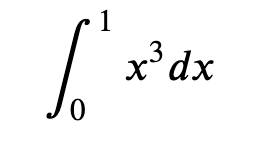 ∫₀¹ x³ dx